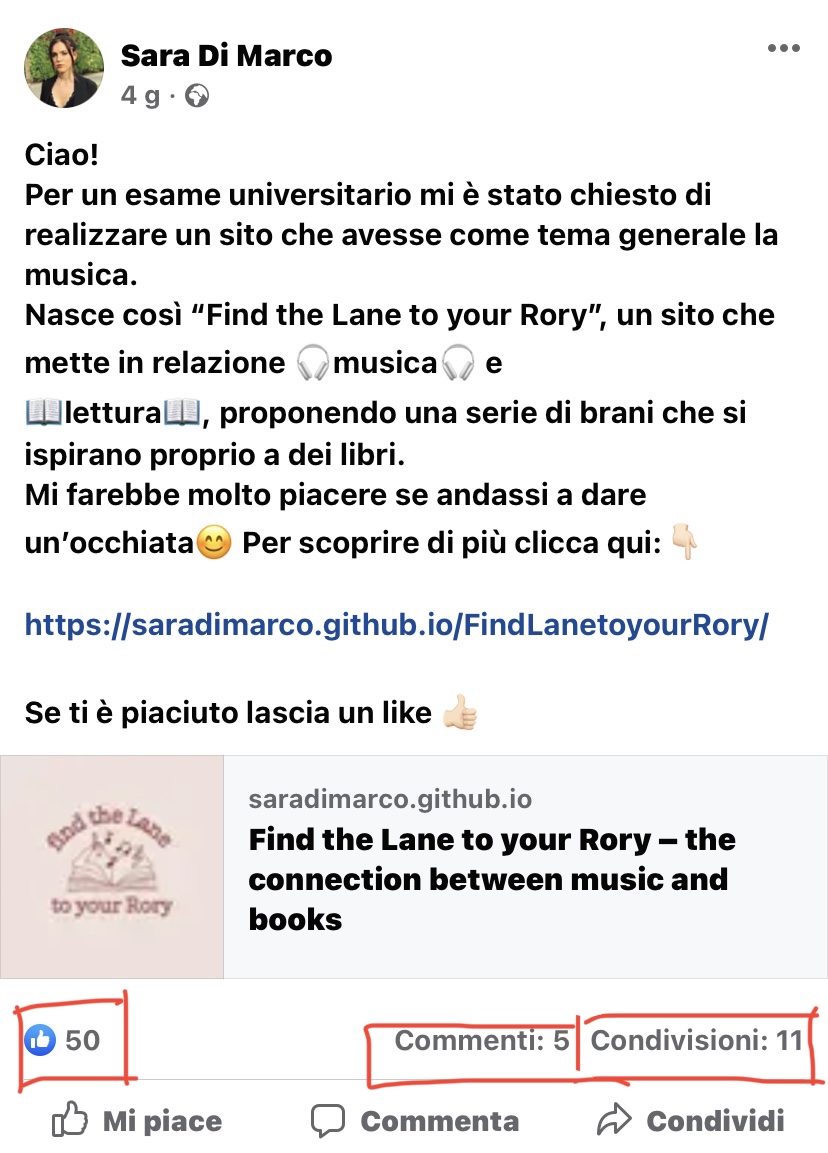 Sara Di Marco
4 g ·
Ciao!
Per un esame universitario mi è stato chiesto di
realizzare un sito che avesse come tema generale la
musica.
Nasce così “Find the Lane to your Rory”, un sito che
mette in relazione 🎧musica🎧 e
📖lettura📖, proponendo una serie di brani che si
ispirano proprio a dei libri.
Mi farebbe molto piacere se andassi a dare
un’occhiata😊 Per scoprire di più clicca qui: 👇🏻
https://saradimarco.github.io/FindLanetoyourRory/
Se ti è piaciuto lascia un like 👍🏻
find the Lane
to your Rory
saradimarco.github.io
Find the Lane to your Rory – the
connection between music and
books
50 Commenti: 5 Condivisioni: 11
Mi piace Commenta Condividi